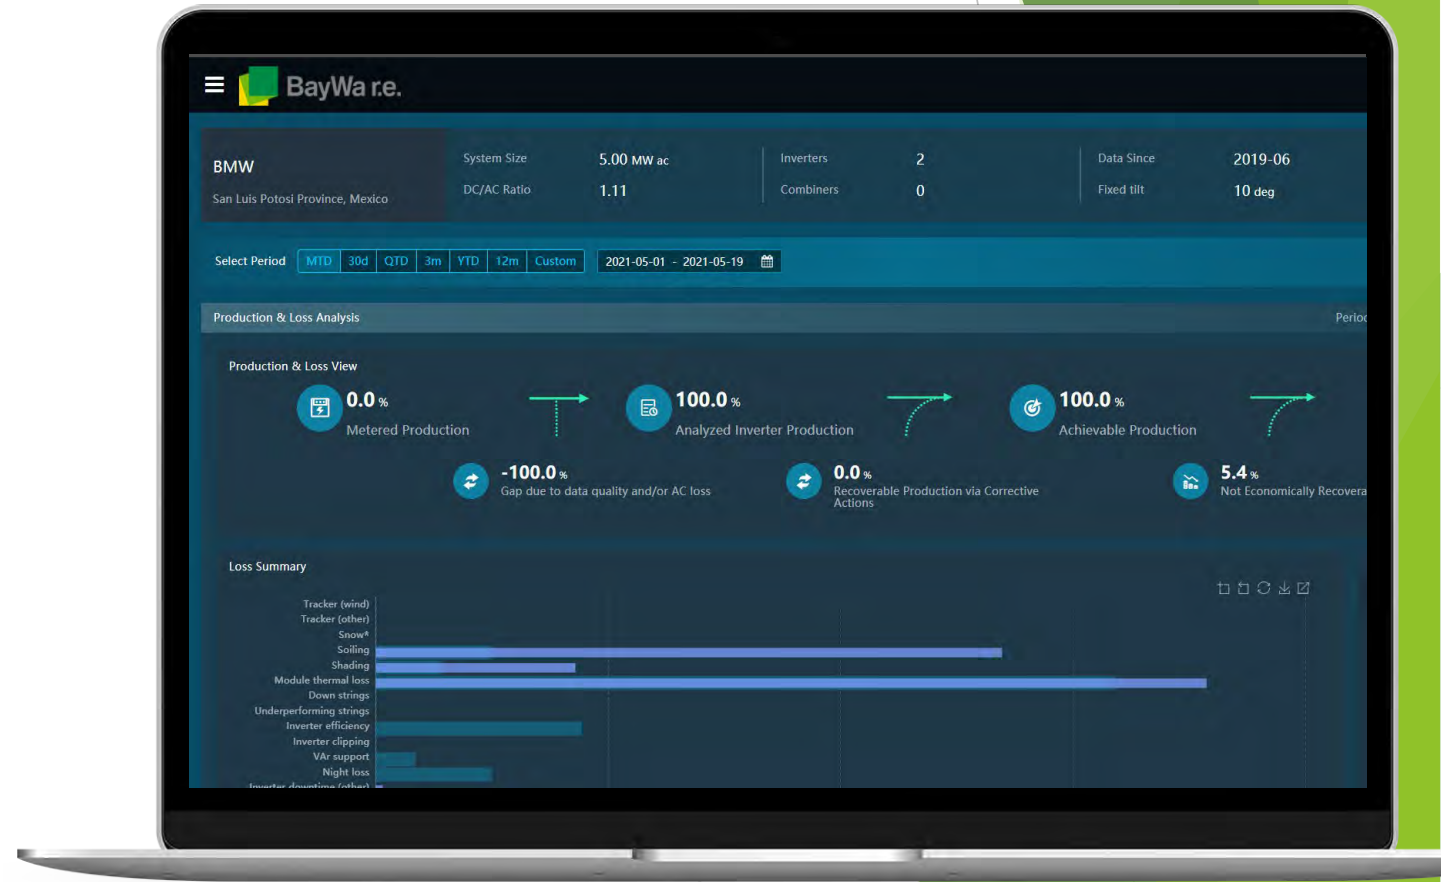 BayWa r.e.
BMW
San Luis Potosi Province, Mexico
System Size 5.00 MW ac
DC/AC Ratio 1.11
Inverters 2
Combiners 0
Data Since 2019-06
Fixed tilt 10 deg
Select Period MTD 30d QTD 3m YTD 12m Custom 2021-05-01 - 2021-05-19
Production & Loss Analysis
Production & Loss View
0.0 %
Metered Production
100.0 %
Analyzed Inverter Production
100.0 %
Achievable Production
-100.0 %
Gap due to data quality and/or AC loss
0.0 %
Recoverable Production via Corrective
Actions
5.4 %
Not Economically
Loss Summary
Tracker (wind)
Tracker (other)
Snow*
Soiling
Shading
Module thermal loss
Down strings
Underperforming strings
Inverter efficiency
Inverter clipping
VAr support
Night loss
Inverter downtime (other)